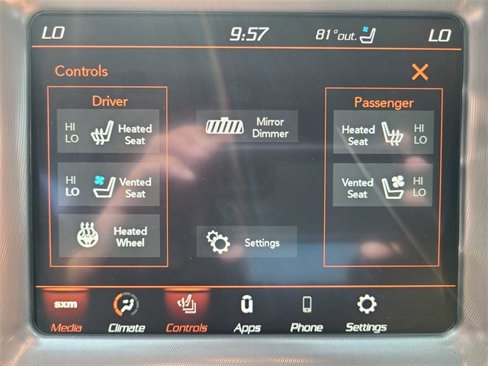 LO 9:57 81°out. LO
Controls
Driver
Passenger
HI
LO
Heated
Seat
Mirror
Dimmer
Heated
Seat
HI
LO
HI
LO
Vented
Seat
Vented
Seat
HI
LO
Heated
Wheel
Settings
sxm
Media
Climate
Controls
u
Apps
Phone
Settings